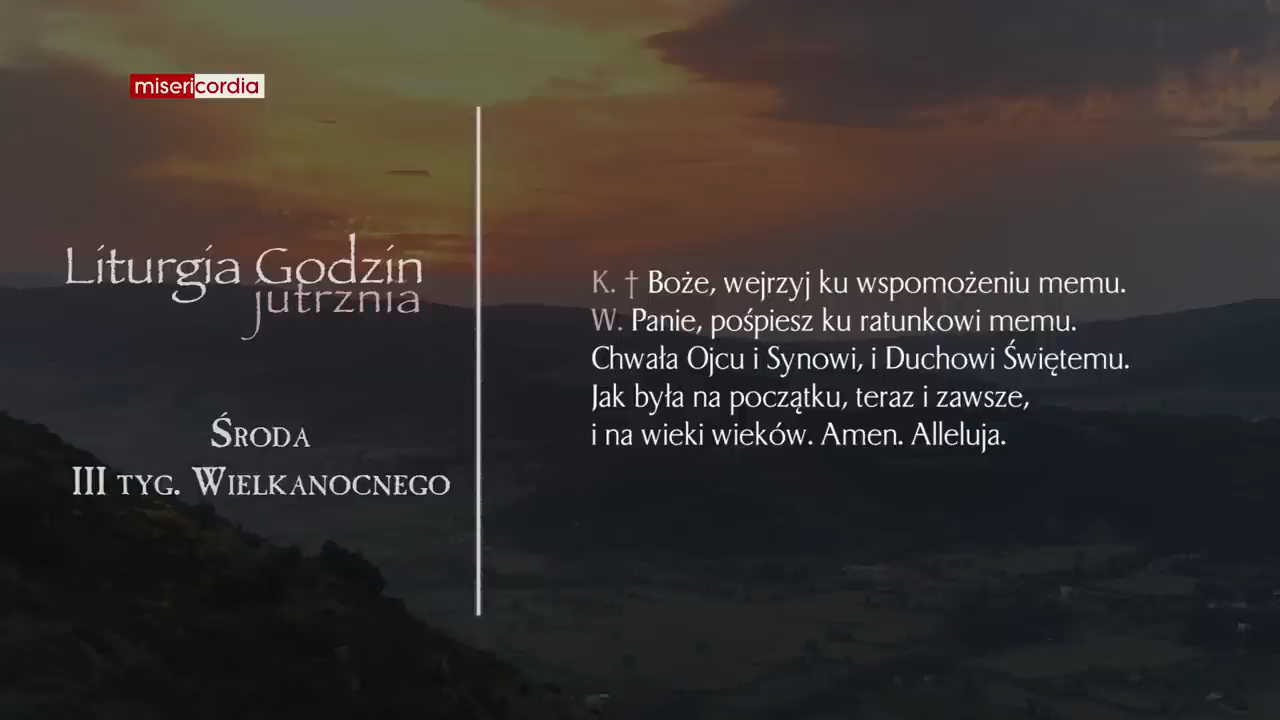 misericordia
Liturgia Godzin
jutrznia
Środa
III tyg. Wielkanocnego
K. † Boże, wejrzyj ku wspomożeniu memu.
W. Panie, pośpiesz ku ratunkowi memu.
Chwała Ojcu i Synowi, i Duchowi Świętemu.
Jak była na początku, teraz i zawsze,
i na wieki wieków. Amen. Alleluja.